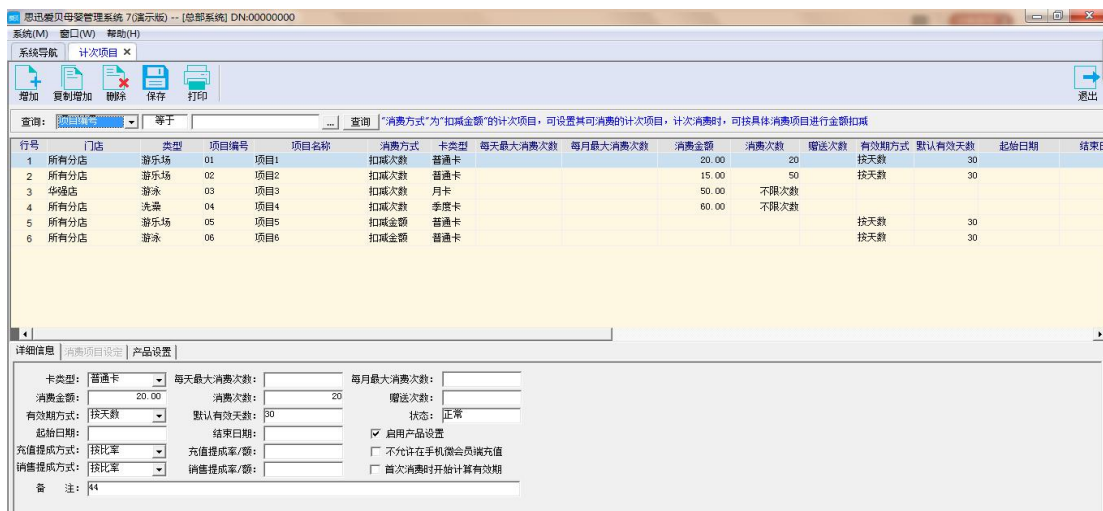 思迅爱贝母婴管理系统 7(演示版) -- [总部系统] DN:00000000
系统(M) 窗口(W) 帮助(H)
系统导航 计次项目 ×
增加 复制增加 删除 保存 打印 退出
查询: 项目编号 等于 ... 查询 "消费方式"为"扣减金额"的计次项目，可设置其可消费的计次项目，计次消费时，可按具体消费项目进行金额扣减
行号 门店 类型 项目编号 项目名称 消费方式 卡类型 每天最大消费次数 每月最大消费次数 消费金额 消费次数 赠送次数 有效期方式 默认有效天数 起始日期 结束日
1 所有分店 游乐场 01 项目1 扣减次数 普通卡 20.00 20 按天数 30
2 所有分店 游乐场 02 项目2 扣减次数 普通卡 15.00 50 按天数 30
3 华强店 游泳 03 项目3 扣减次数 月卡 50.00 不限次数
4 所有分店 洗澡 04 项目4 扣减次数 季度卡 60.00 不限次数
5 所有分店 游乐场 05 项目5 扣减金额 普通卡 按天数 30
6 所有分店 游泳 06 项目6 扣减金额 普通卡 按天数 30
详细信息 消费项目设定 产品设置
卡类型: 普通卡 每天最大消费次数: 每月最大消费次数:
消费金额: 20.00 消费次数: 20 赠送次数:
有效期方式: 按天数 默认有效天数: 30 状态: 正常
起始日期: 结束日期: 启用产品设置
充值提成方式: 按比率 充值提成率/额: 不允许在手机微会员端充值
销售提成方式: 按比率 销售提成率/额: 首次消费时开始计算有效期
备 注: 44